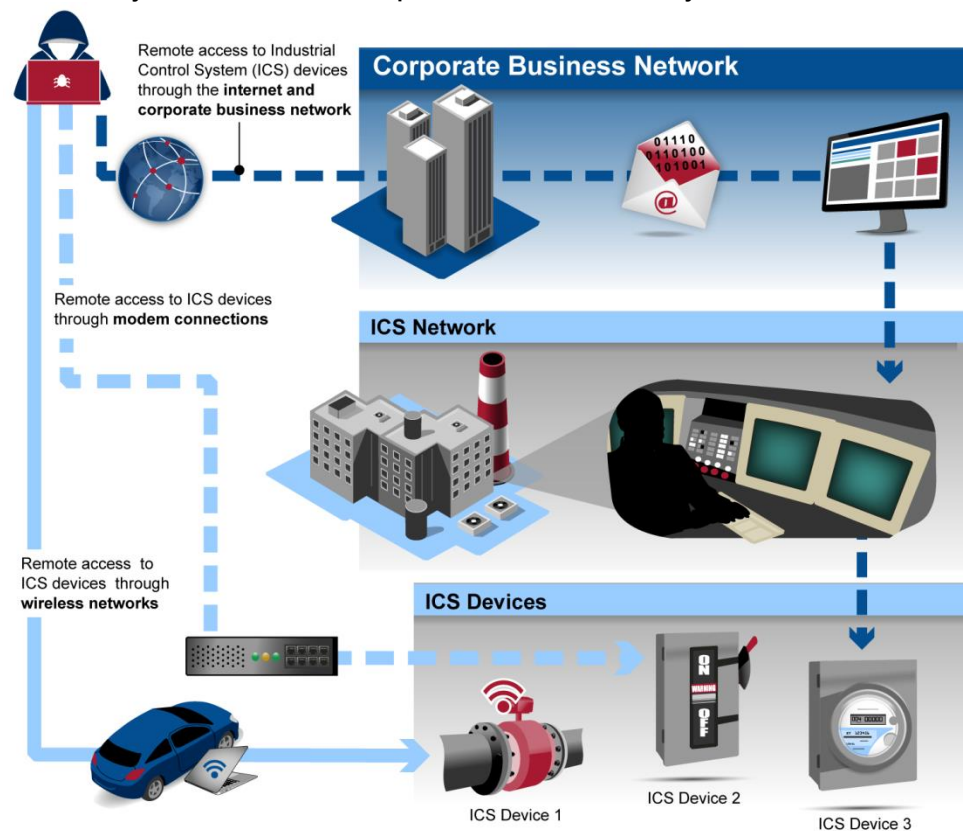 Remote access to Industrial
Control System (ICS) devices
through the internet and
corporate business network
Corporate Business Network
01110
0110100
101001
@
Remote access to ICS devices
through modem connections
ICS Network
Remote access to
ICS devices through
wireless networks
ICS Devices
ON
WARNING
OFF
ICS Device 1
ICS Device 2
ICS Device 3